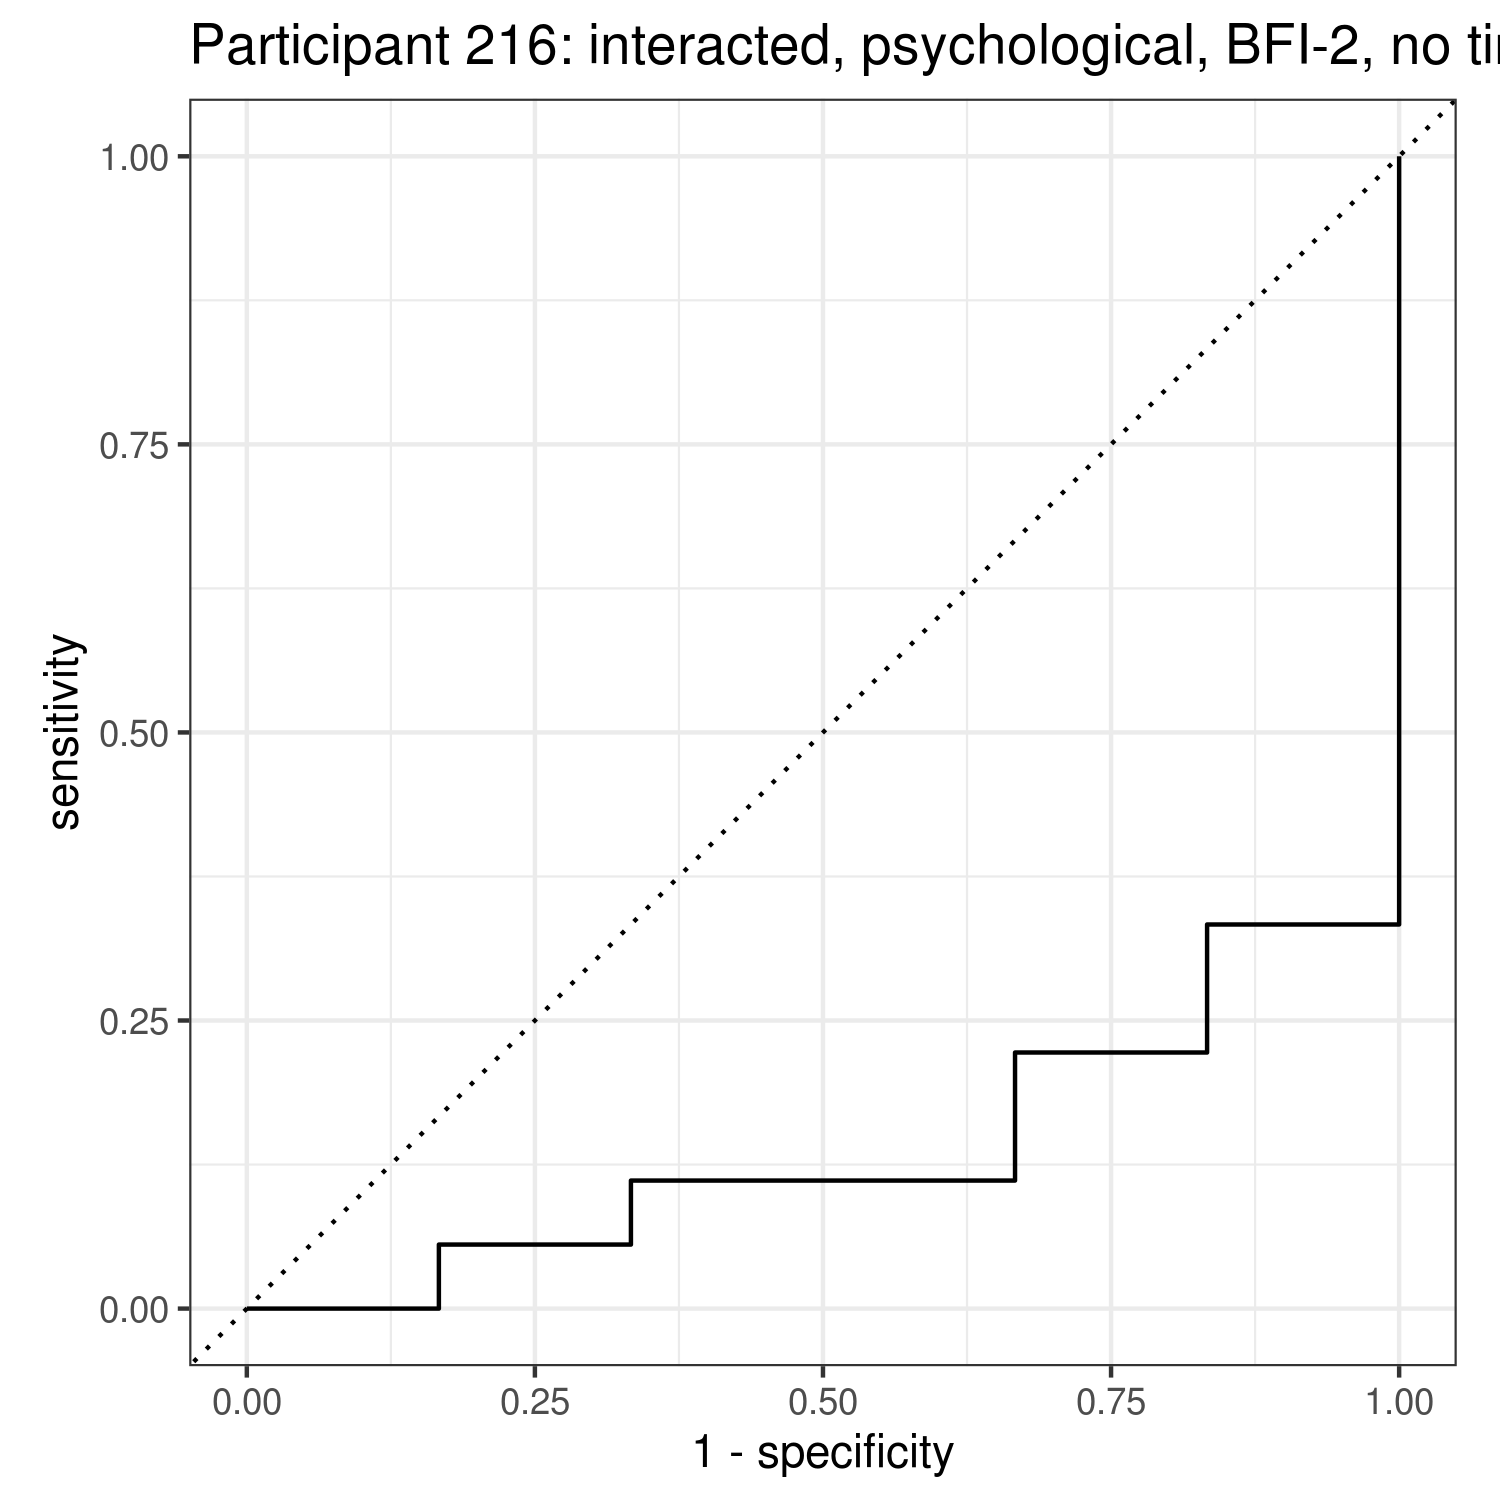 Participant 216: interacted, psychological, BFI-2, no
1.00
0.75
0.50
0.25
0.00
sensitivity
0.00 0.25 0.50 0.75 1.00
1 - specificity